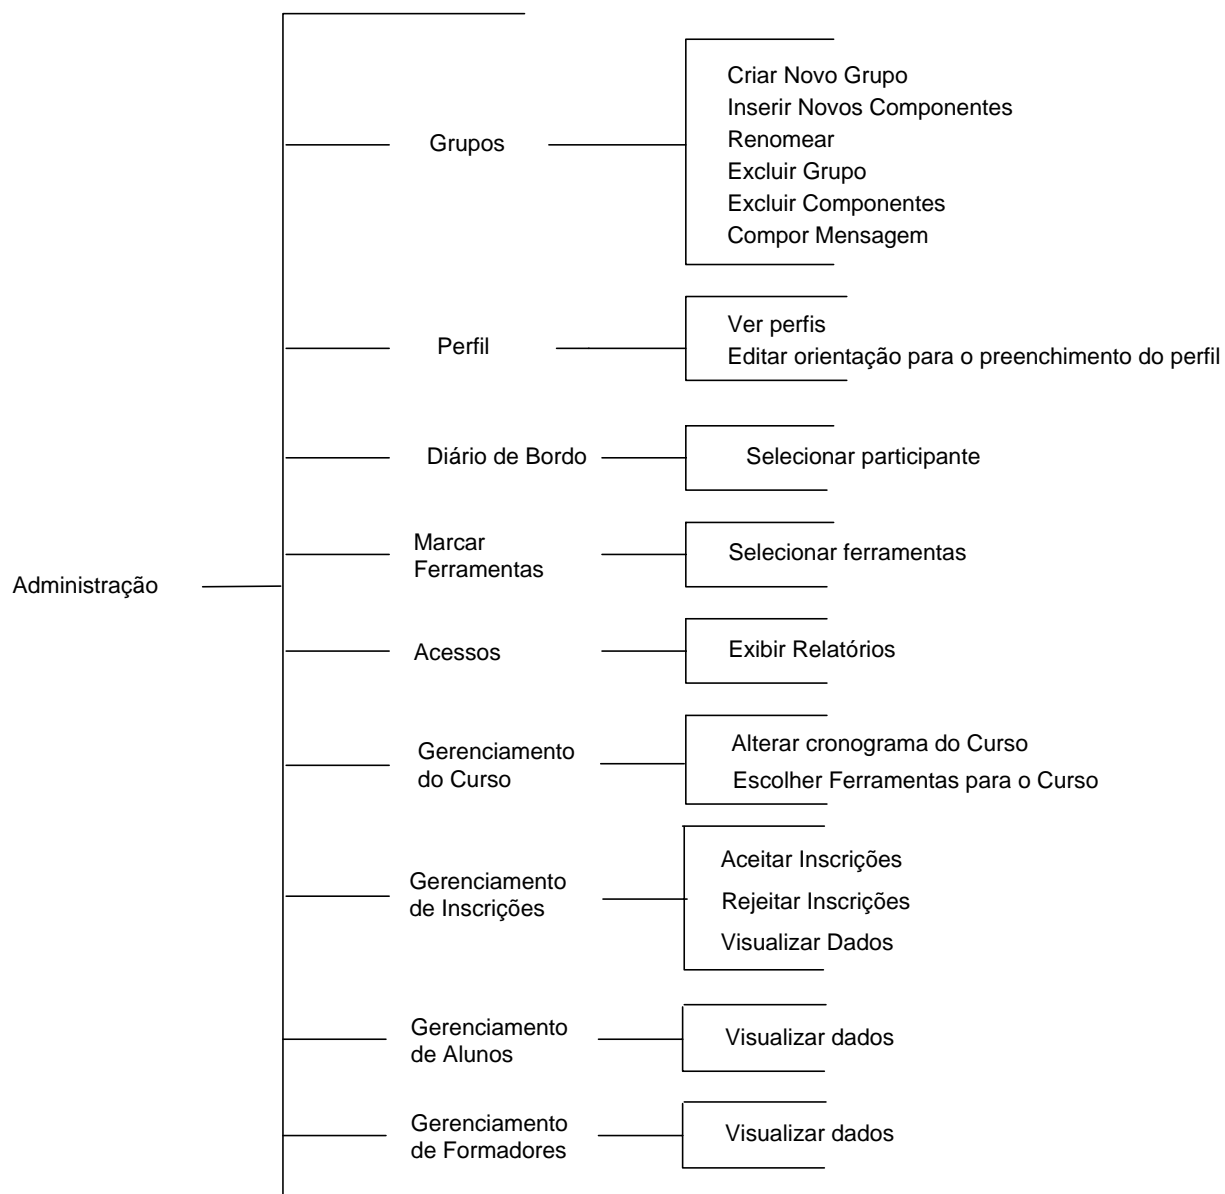 Administração
Grupos
Criar Novo Grupo
Inserir Novos Componentes
Renomear
Excluir Grupo
Excluir Componentes
Compor Mensagem
Perfil
Ver perfis
Editar orientação para o preenchimento do perfil
Diário de Bordo
Selecionar participante
Marcar
Ferramentas
Selecionar ferramentas
Acessos
Exibir Relatórios
Gerenciamento
do Curso
Alterar cronograma do Curso
Escolher Ferramentas para o Curso
Gerenciamento
de Inscrições
Aceitar Inscrições
Rejeitar Inscrições
Visualizar Dados
Gerenciamento
de Alunos
Visualizar dados
Gerenciamento
de Formadores
Visualizar dados